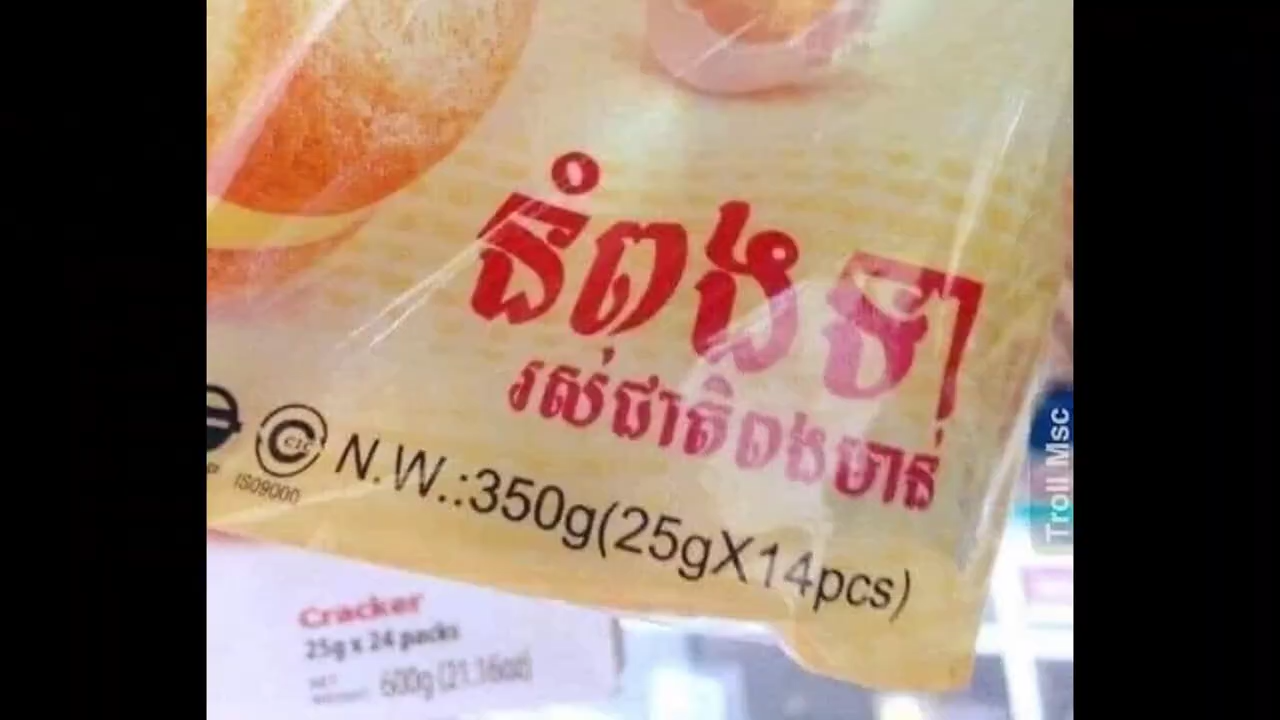 នំពងទា
រស់ជាតិពងមាន់
CIC
ISO9000
N.W.:350g(25gX14pcs)
Cracker
25g x 24 packs
600g (21.16oz)
Troll Msc